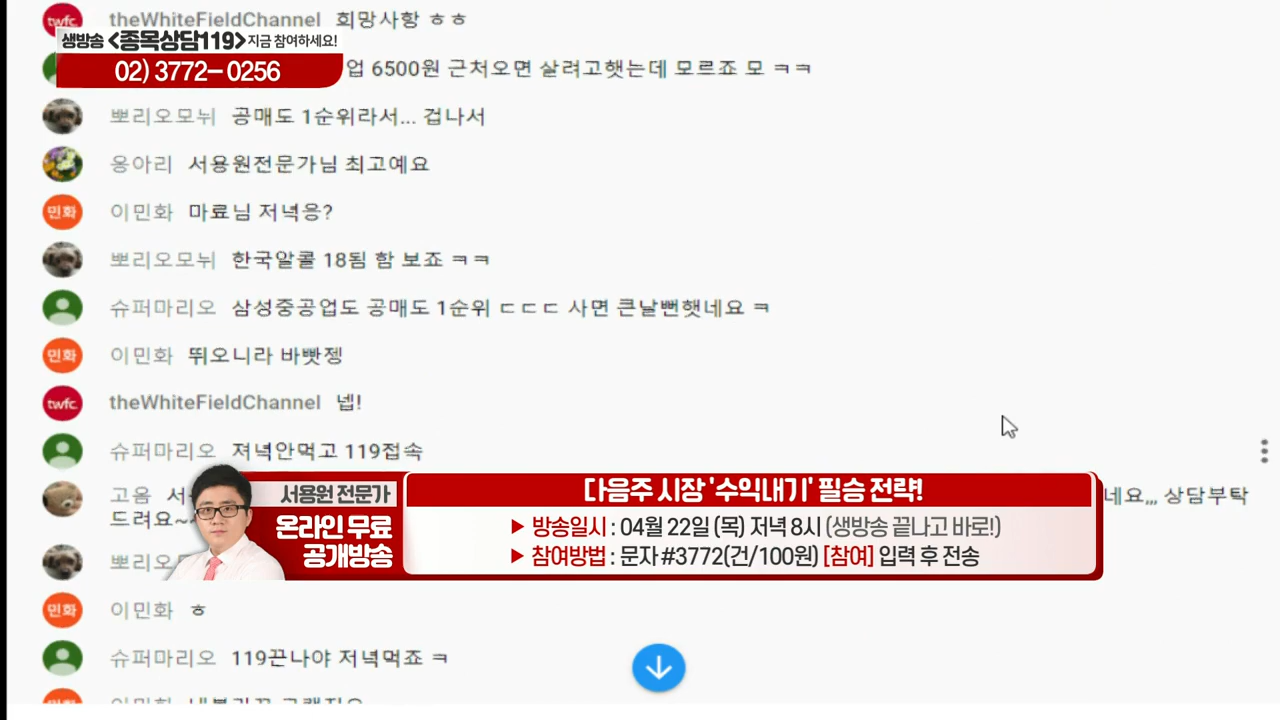 twfc theWhiteFieldChannel 희망사항 ㅎㅎ
생방송 <종목상담119> 지금 참여하세요!
02) 3772-0256
업 6500원 근처오면 살려고햇는데 모르죠 모 ㅋㅋ
뽀리오모뉘 공매도 1순위라서... 겁나서
옹아리 서용원전문가님 최고예요
민화 이민화 마료님 저녁응?
뽀리오모뉘 한국알콜 18됨 함 보죠 ㅋㅋ
슈퍼마리오 삼성중공업도 공매도 1순위 ㄷㄷㄷ 사면 큰날뻔햇네요 ㅋ
민화 이민화 뛰오니라 바빳젱
twfc theWhiteFieldChannel 넵!
슈퍼마리오 져녁안먹고 119접속
고옴 서
네요,,, 상담부탁
드려요~
서용원 전문가
온라인 무료
공개방송
다음주 시장 '수익내기' 필승 전략!
▶ 방송일시 : 04월 22일 (목) 저녁 8시 (생방송 끝나고 바로!)
▶ 참여방법 : 문자 #3772(건/100원) [참여] 입력 후 전송
뽀리오
민화 이민화 ㅎ
슈퍼마리오 119끈나야 저녁먹죠 ㅋ